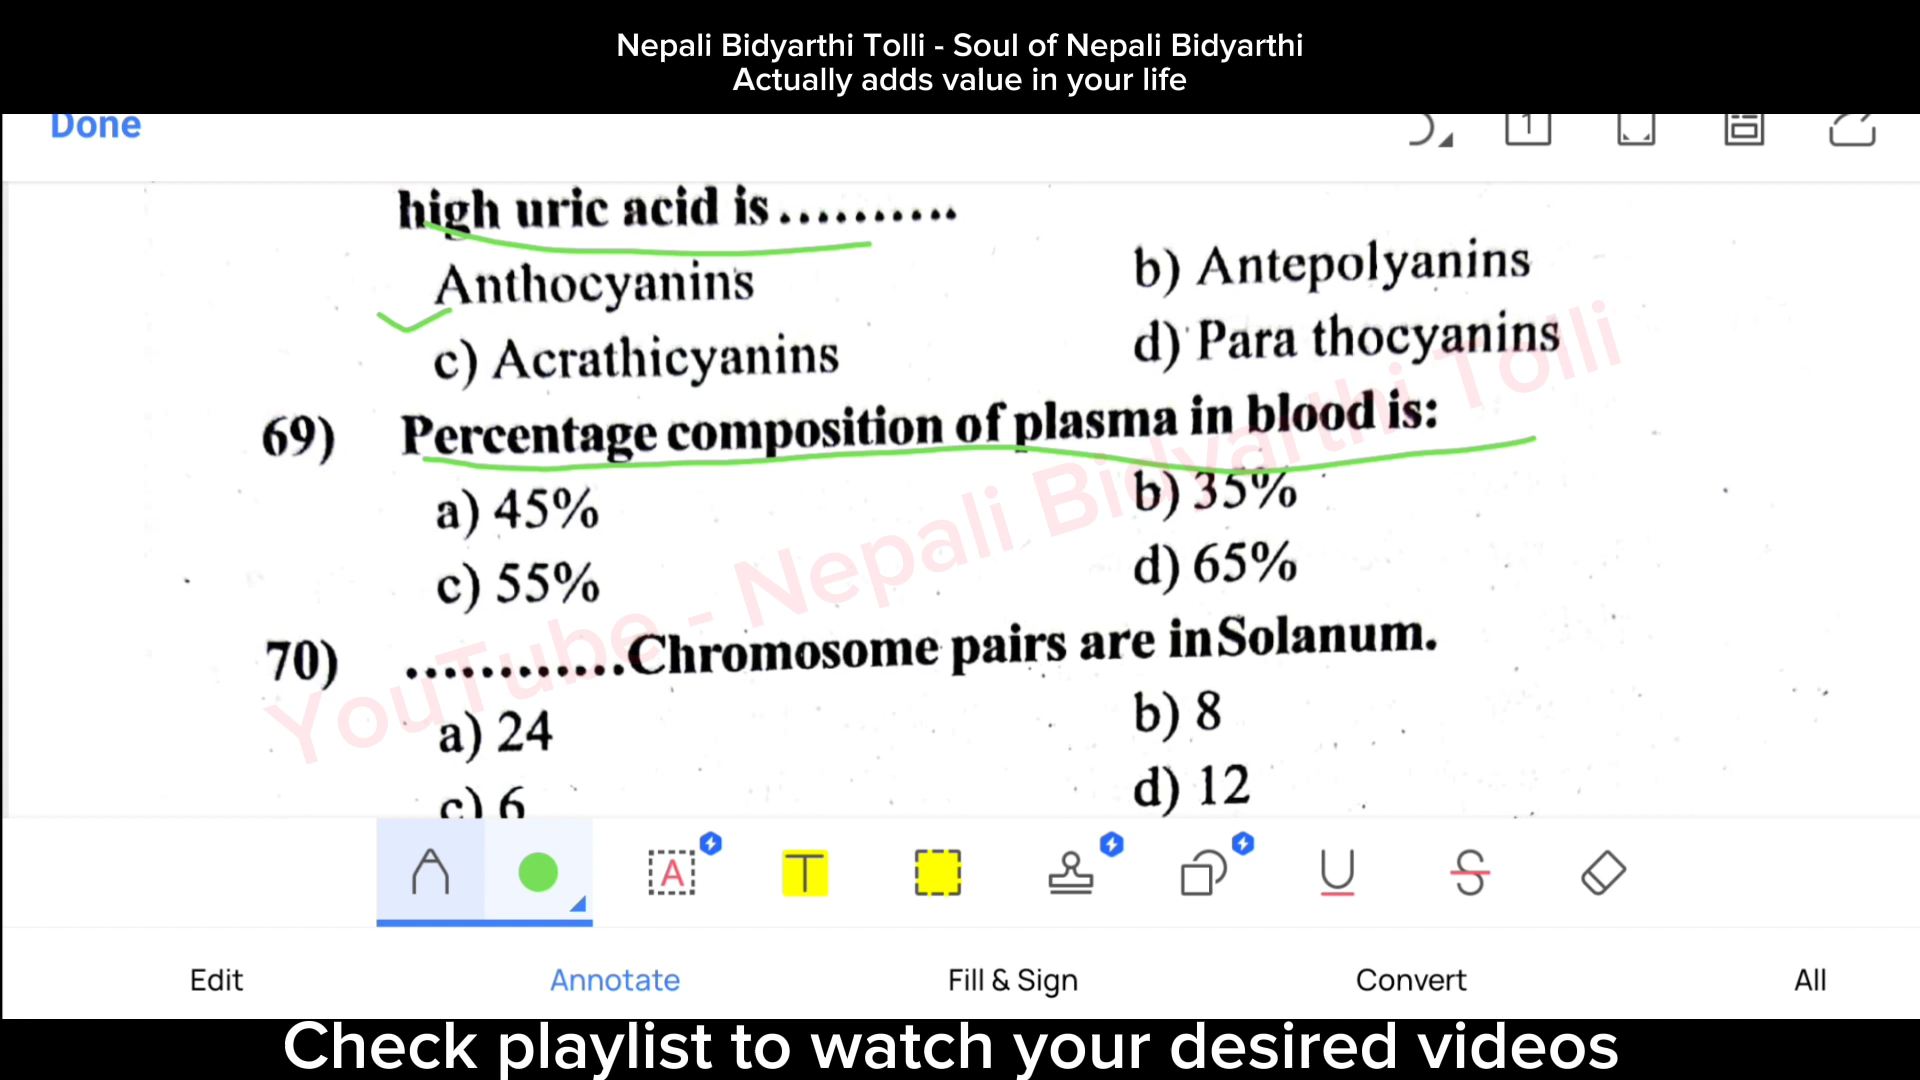 Nepali Bidyarthi Tolli - Soul of Nepali Bidyarthi
Actually adds value in your life
Done
1
high uric acid is..........
Anthocyanins
b) Antepolyanins
c) Acrathicyanins
d) Para thocyanins
69) Percentage composition of plasma in blood is:
a) 45%
b) 35%
c) 55%
d) 65%
70) ............Chromosome pairs are in Solanum.
a) 24
b) 8
c) 6
d) 12
YouTube - Nepali Bidyarthi Tolli
A
T
U
S
Edit
Annotate
Fill & Sign
Convert
All
Check playlist to watch your desired videos